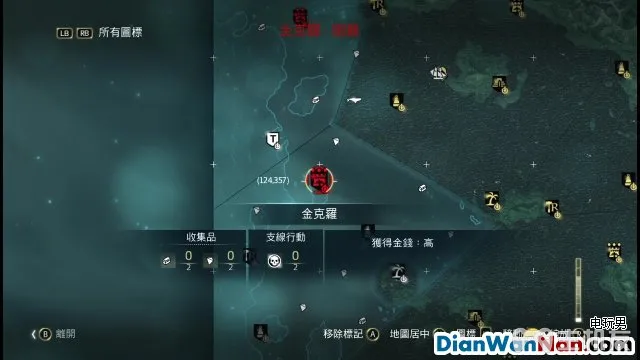 LB RB 所有圖標
T
(124,357)
金克羅
收集品
支線行動
獲得金錢：高
0
2
0
2
0
2
B 離開
移除標記 A
地圖居中
圖標
电玩男
DianWanNan.com